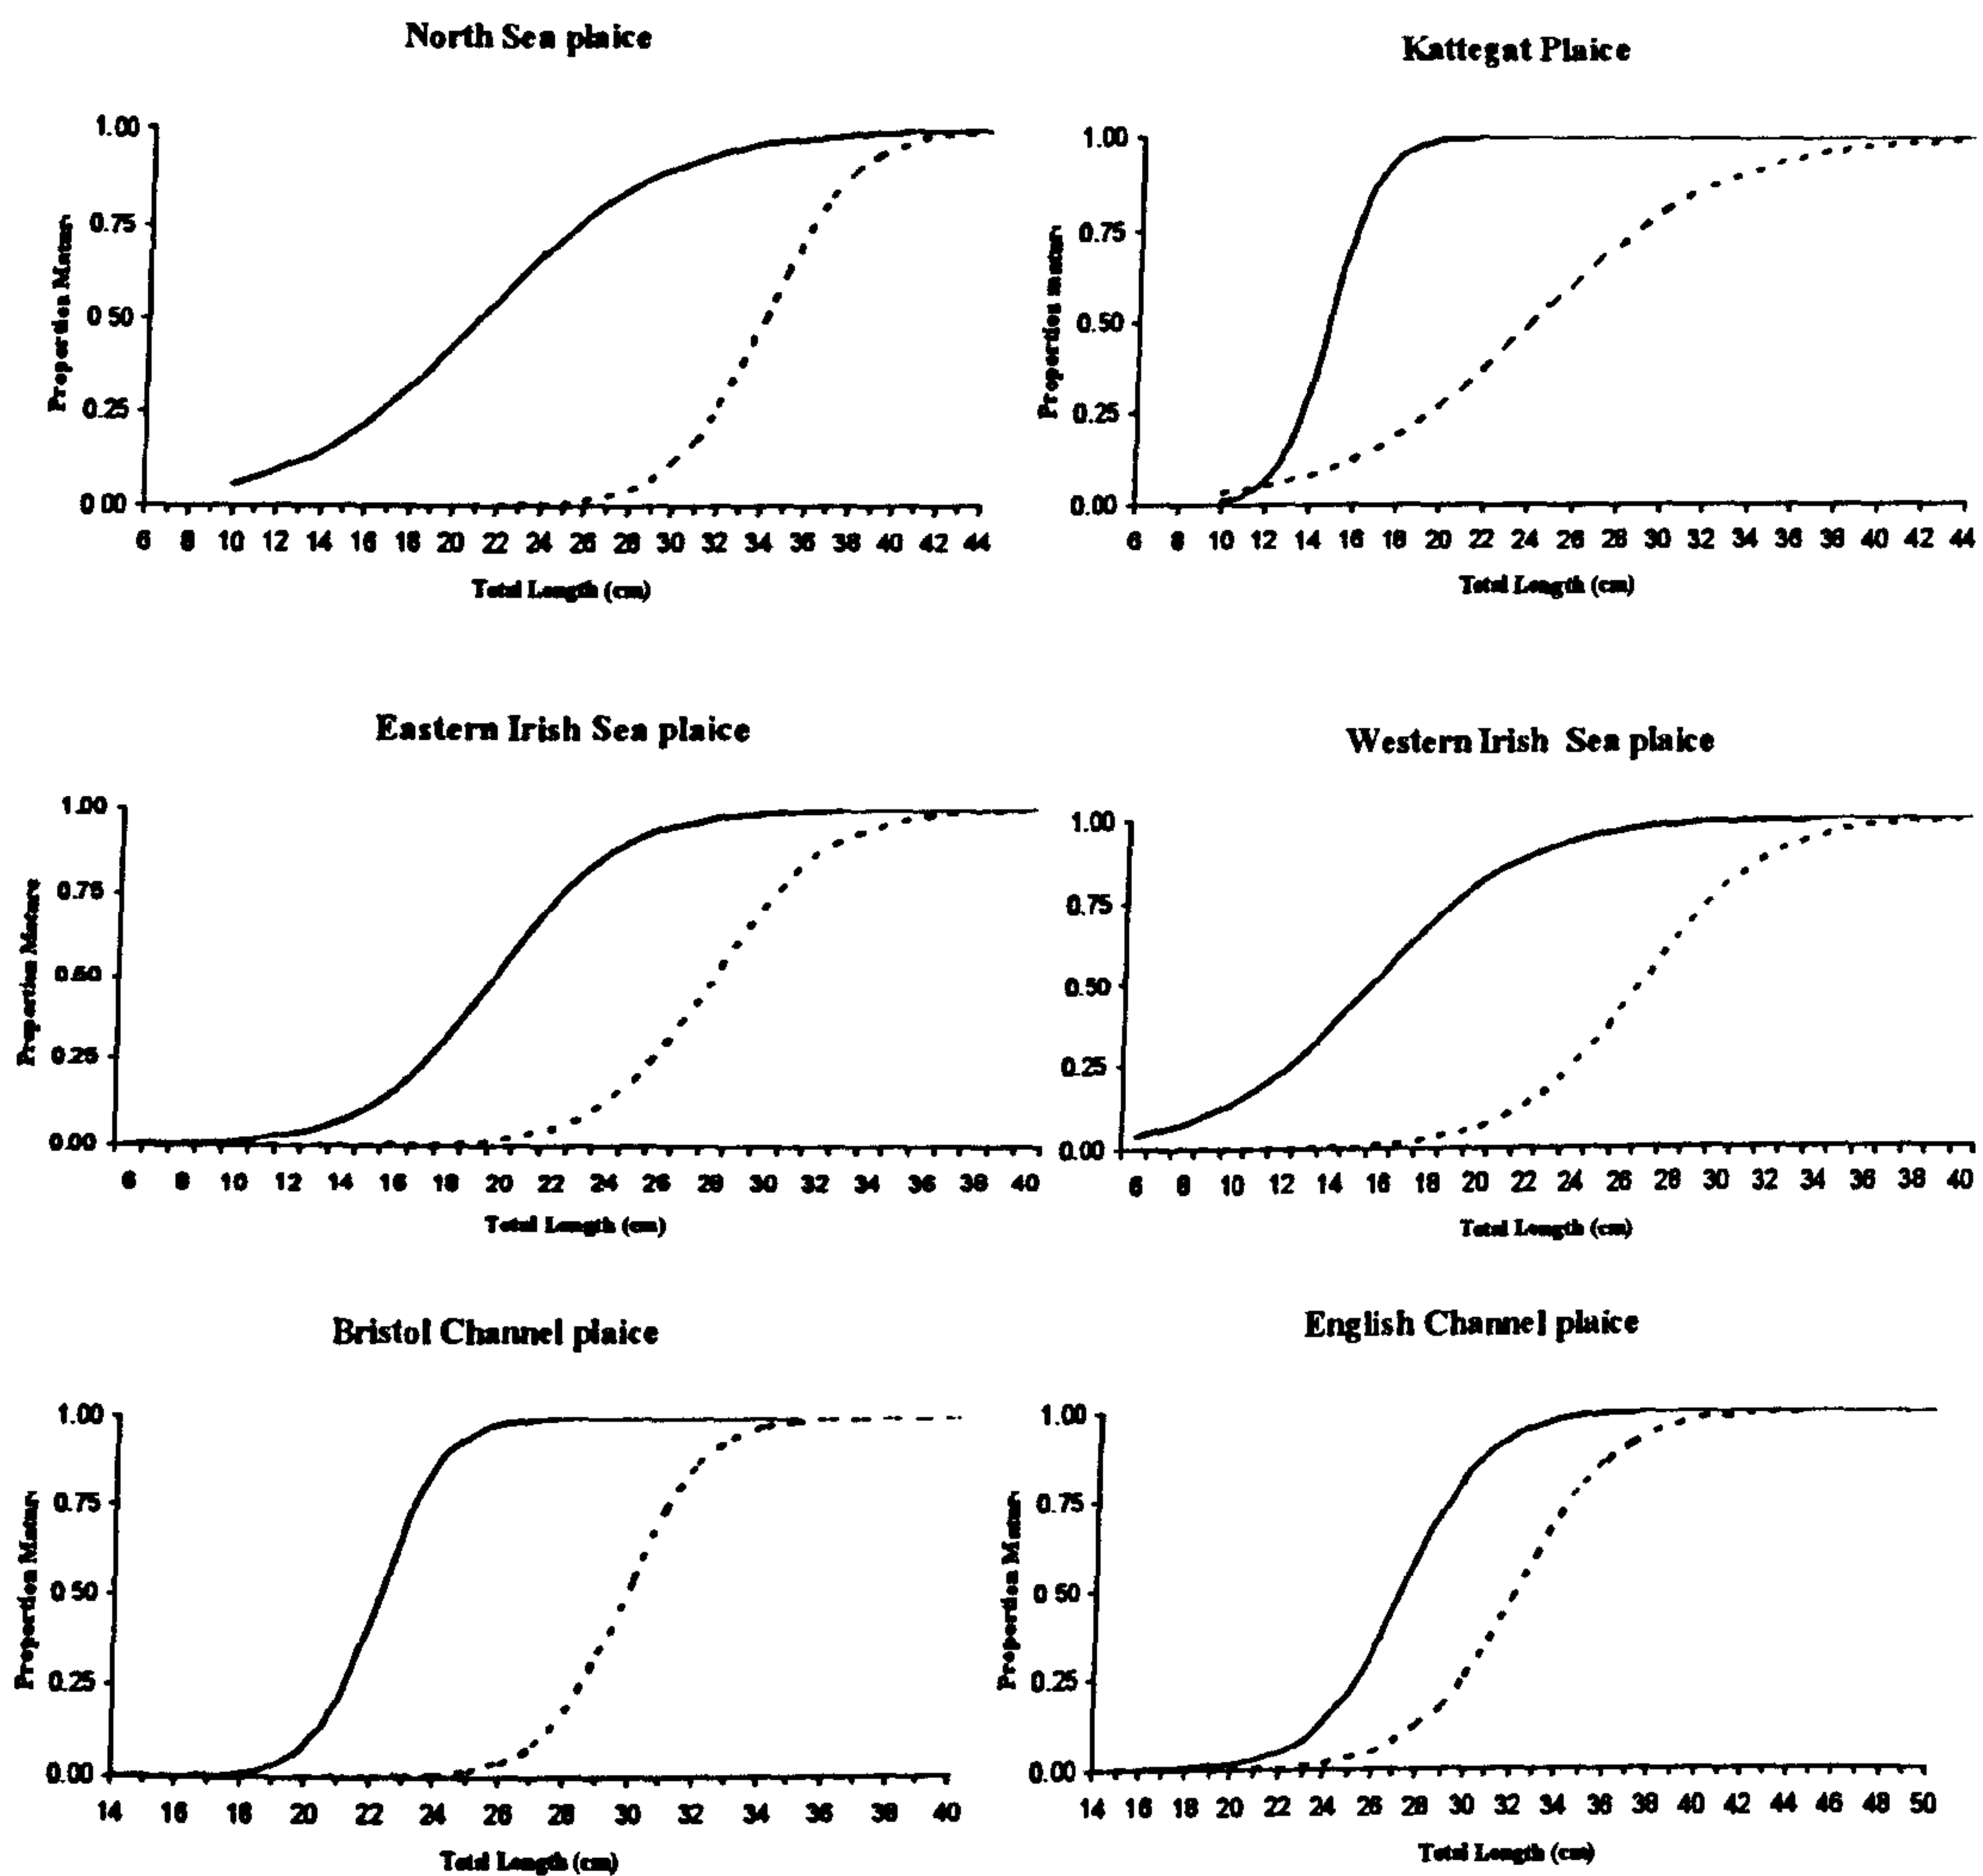 North Sea plaice
1.00
0.75
0.50
0.25
0.00
Proportion
6 8 10 12 14 16 18 20 22 24 26 28 30 32 34 36 38 40 42 44
Total Length (cm)
Kattegat Plaice
1.00
0.75
0.50
0.25
0.00
Proportion
6 8 10 12 14 16 18 20 22 24 26 28 30 32 34 36 38 40 42 44
Total Length (cm)
Eastern Irish Sea plaice
1.00
0.75
0.50
0.25
0.00
Proportion Mature
6 8 10 12 14 16 18 20 22 24 26 28 30 32 34 36 38 40
Total Length (cm)
Western Irish Sea plaice
1.00
0.75
0.50
0.25
0.00
6 8 10 12 14 16 18 20 22 24 26 28 30 32 34 36 38 40
Total Length (cm)
Bristol Channel plaice
1.00
0.75
0.50
0.25
0.00
Proportion
14 16 18 20 22 24 26 28 30 32 34 36 38 40
Total Length (cm)
English Channel plaice
1.00
0.75
0.50
0.25
0.00
Proportion
14 16 18 20 22 24 26 28 30 32 34 36 38 40 42 44 46 48 50
Total Length (cm)